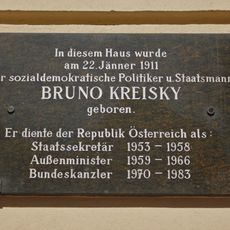 In diesem Haus wurde
am 22. Jänner 1911
r sozialdemokratische Politiker u. Staatsmann
BRUNO KREISKY
geboren.
Er diente der Republik Österreich als :
Staatssekretär 1953 – 1958
Außenminister 1959 – 1966
Bundeskanzler 1970 – 1983